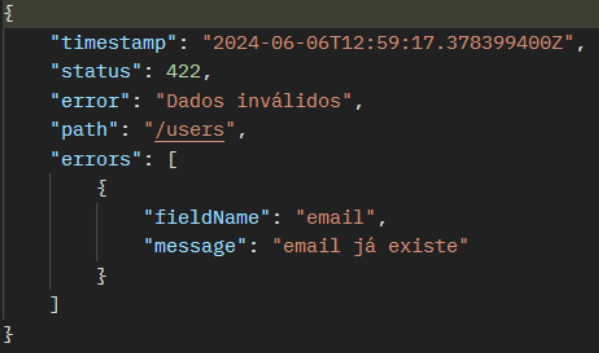 {
    "timestamp": "2024-06-06T12:59:17.378399400Z",
    "status": 422,
    "error": "Dados inválidos",
    "path": "/users",
    "errors": [
        {
            "fieldName": "email",
            "message": "email já existe"
        }
    ]
}